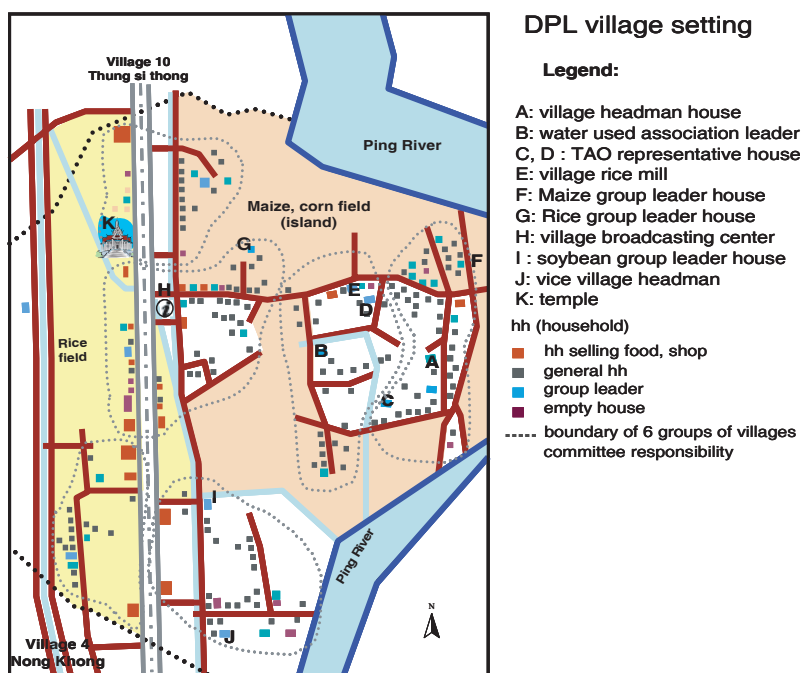 DPL village setting
Legend:
A: village headman house
B: water used association leader
C, D : TAO representative house
E: village rice mill
F: Maize group leader house
G: Rice group leader house
H: village broadcasting center
I : soybean group leader house
J: vice village headman
K: temple
hh (household)
hh selling food, shop
general hh
group leader
empty house
boundary of 6 groups of villages
committee responsibility
Village 10
Thung si thong
Ping River
Maize, corn field
(island)
K
G
F
H
E
D
i
Rice
field
B
A
C
I
Ping River
J
N
Village 4
Nong Khong